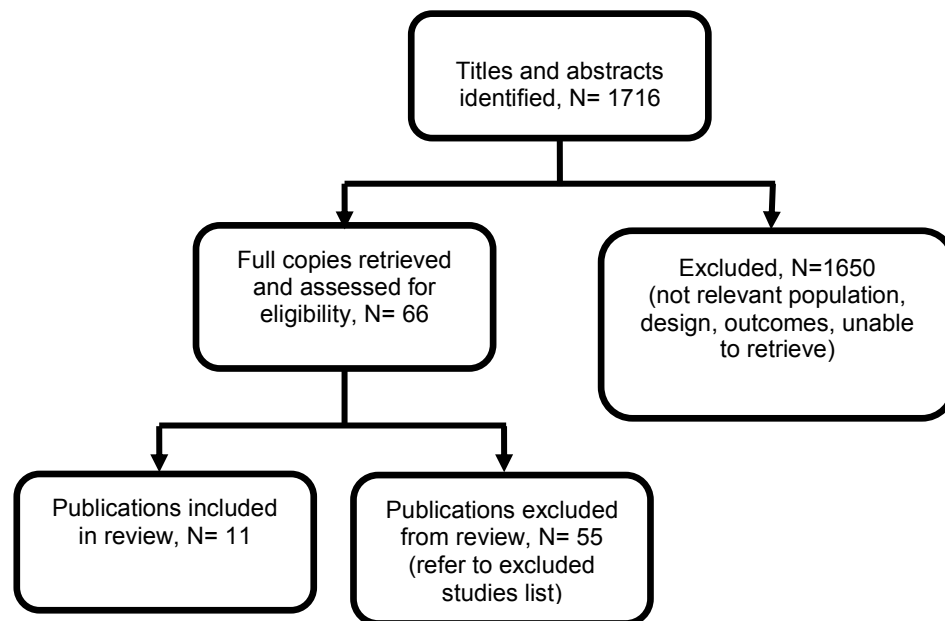 Titles and abstracts
identified, N= 1716
Full copies retrieved
and assessed for
eligibility, N= 66
Excluded, N=1650
(not relevant population,
design, outcomes, unable
to retrieve)
Publications included
in review, N= 11
Publications excluded
from review, N= 55
(refer to excluded
studies list)